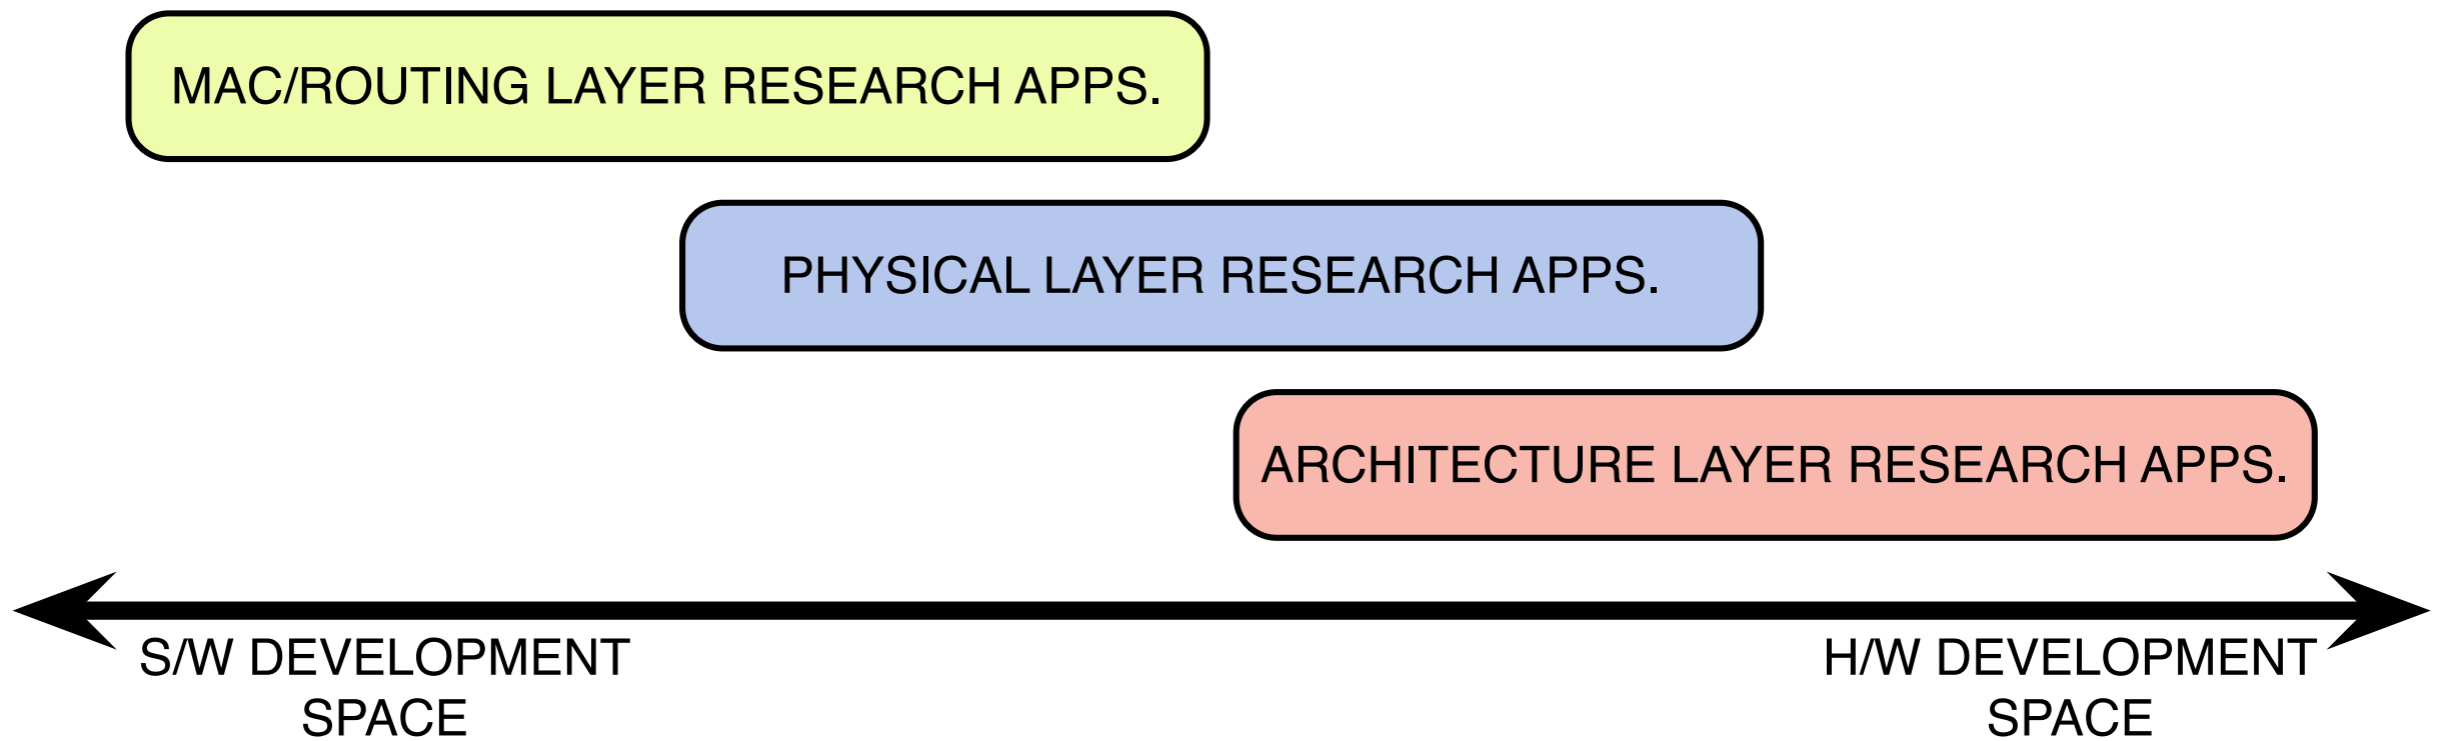 MAC/ROUTING LAYER RESEARCH APPS.
PHYSICAL LAYER RESEARCH APPS.
ARCHITECTURE LAYER RESEARCH APPS.
S/W DEVELOPMENT
SPACE
H/W DEVELOPMENT
SPACE